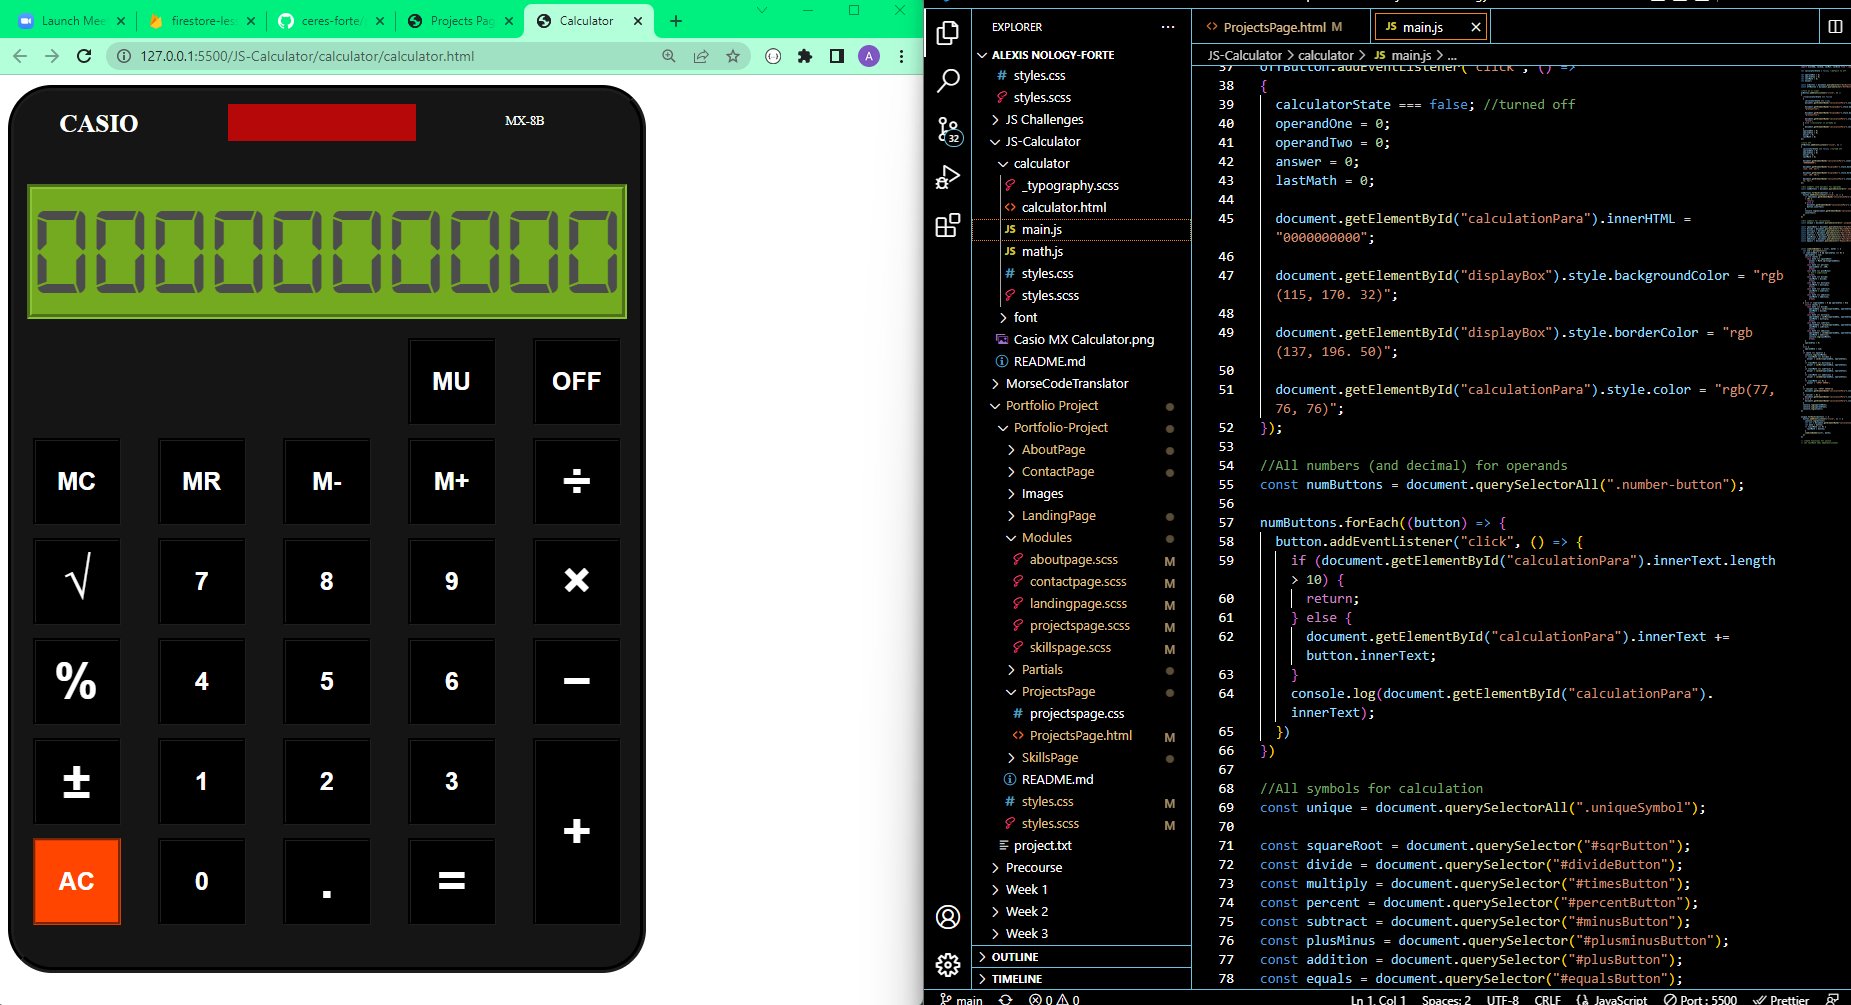 Launch Mee
firestore-les
ceres-forte/
Projects Pag
Calculator
127.0.0.1:5500/JS-Calculator/calculator/calculator.html
A
CASIO
MX-8B
0000000000
MU
OFF
MC
MR
M-
M+
÷
√
7
8
9
×
%
4
5
6
−
±
1
2
3
+
AC
0
.
=
EXPLORER
ALEXIS NOLOGY-FORTE
# styles.css
styles.scss
JS Challenges
JS-Calculator
calculator
_typography.scss
<> calculator.html
JS main.js
JS math.js
# styles.css
styles.scss
font
Casio MX Calculator.png
README.md
MorseCodeTranslator
Portfolio Project
Portfolio-Project
AboutPage
ContactPage
Images
LandingPage
Modules
aboutpage.scss M
contactpage.scss M
landingpage.scss M
projectspage.scss M
skillspage.scss M
Partials
ProjectsPage
# projectspage.css
<> ProjectsPage.html M
SkillsPage
README.md
# styles.css M
styles.scss M
project.txt
Precourse
Week 1
Week 2
Week 3
OUTLINE
TIMELINE
32
<> ProjectsPage.html M
JS main.js
JS-Calculator > calculator > JS main.js > ...
37 offButton.addEventListener("click", () =>
38 {
39 calculatorState === false; //turned off
40 operandOne = 0;
41 operandTwo = 0;
42 answer = 0;
43 lastMath = 0;
44
45 document.getElementById("calculationPara").innerHTML =
"0000000000";
46
47 document.getElementById("displayBox").style.backgroundColor = "rgb
(115, 170. 32)";
48
49 document.getElementById("displayBox").style.borderColor = "rgb
(137, 196. 50)";
50
51 document.getElementById("calculationPara").style.color = "rgb(77,
76, 76)";
52 });
53
54 //All numbers (and decimal) for operands
55 const numButtons = document.querySelectorAll(".number-button");
56
57 numButtons.forEach((button) => {
58 button.addEventListener("click", () => {
59 if (document.getElementById("calculationPara").innerText.length
> 10) {
60 return;
61 } else {
62 document.getElementById("calculationPara").innerText +=
button.innerText;
63 }
64 console.log(document.getElementById("calculationPara").
innerText);
65 })
66 })
67
68 //All symbols for calculation
69 const unique = document.querySelectorAll(".uniqueSymbol");
70
71 const squareRoot = document.querySelector("#sqrButton");
72 const divide = document.querySelector("#divideButton");
73 const multiply = document.querySelector("#timesButton");
74 const percent = document.querySelector("#percentButton");
75 const subtract = document.querySelector("#minusButton");
76 const plusMinus = document.querySelector("#plusminusButton");
77 const addition = document.querySelector("#plusButton");
78 const equals = document.querySelector("#equalsButton");
main
0 0
Ln 1, Col 1 Spaces: 2 UTF-8 CRLF {} JavaScript Port : 5500 Prettier